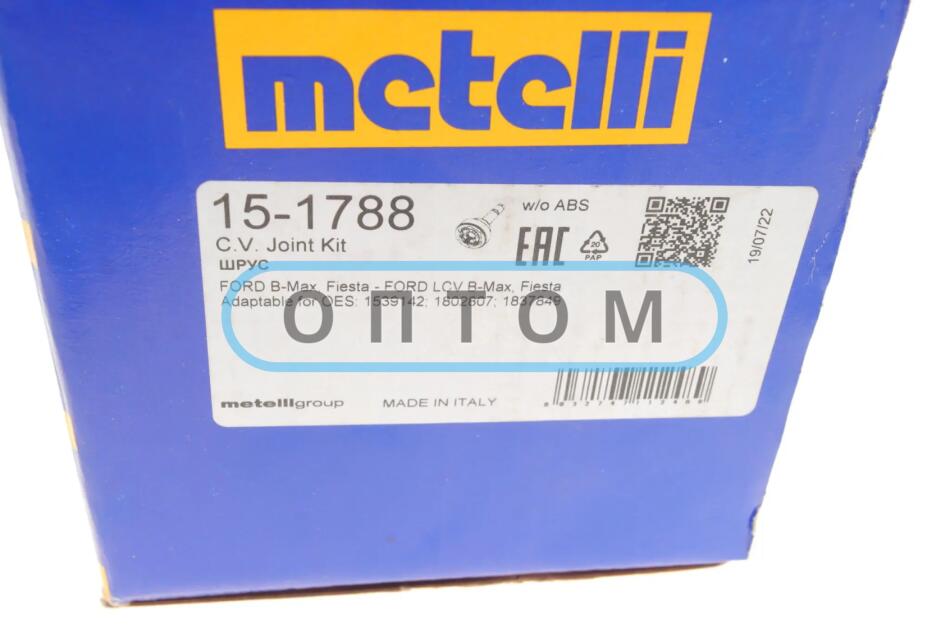 metelli
15-1788
w/o ABS
C.V. Joint Kit
ШРУС
EAC
20
PAP
19/07/22
FORD B-Max, Fiesta - FORD LCV B-Max, Fiesta
Adaptable for OES: 1539142; 1802607; 1837849
ОПТОМ
metelligroup
MADE IN ITALY